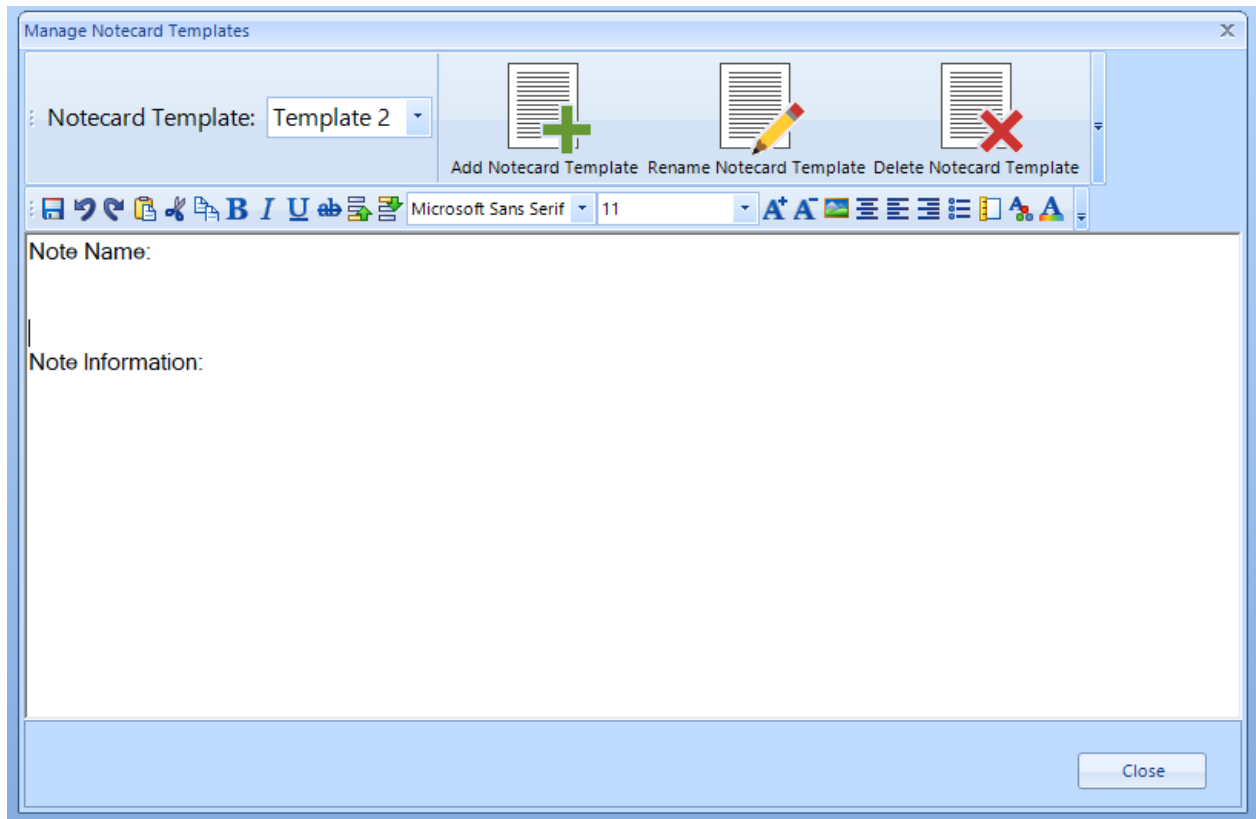 Manage Notecard Templates
Notecard Template: Template 2
Add Notecard Template Rename Notecard Template Delete Notecard Template
B I U ab Microsoft Sans Serif 11 A+ A- A A
Note Name:
Note Information:
Close